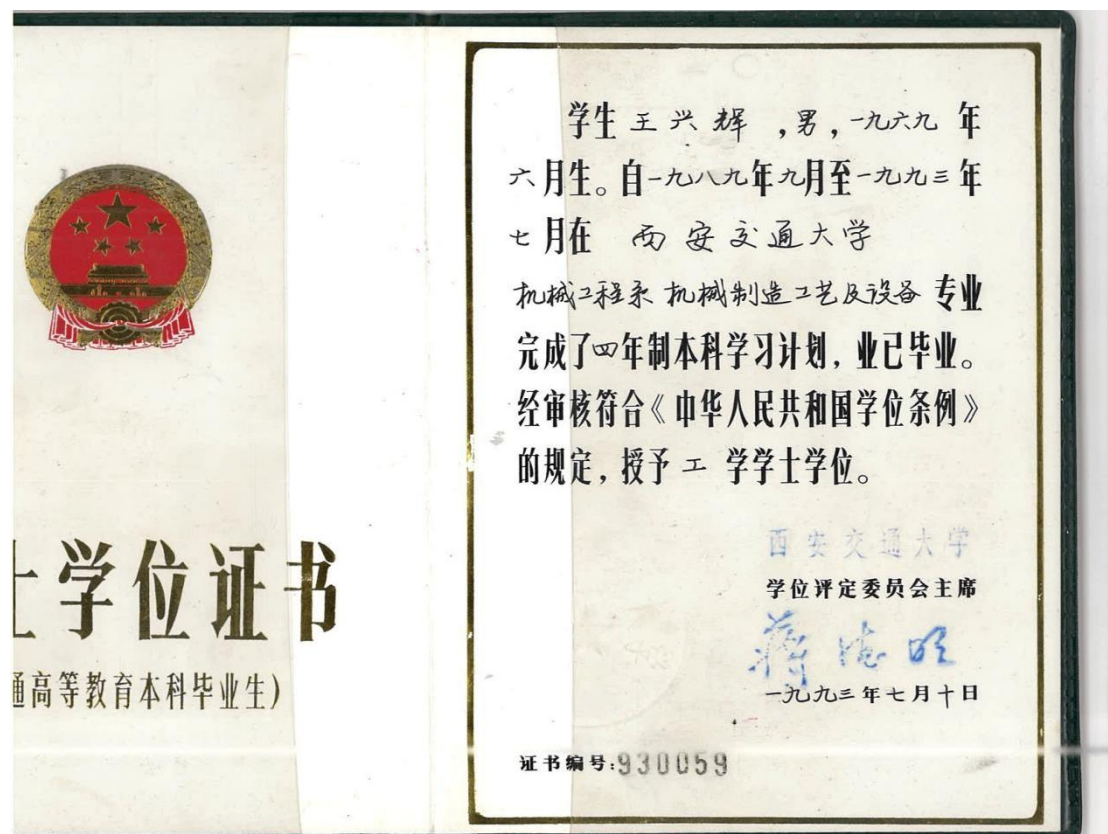 士学位证书
通高等教育本科毕业生)
学生王兴辉,男,一九六九年
六月生。自一九八九年九月至一九九三年
七月在 西安交通大学
机械工程系机械制造工艺及设备专业
完成了四年制本科学习计划,业已毕业。
经审核符合《中华人民共和国学位条例》
的规定,授予工学学士学位。
西安交通大学
学位评定委员会主席
蒋德明
一九九三年七月十日
证书编号:930059